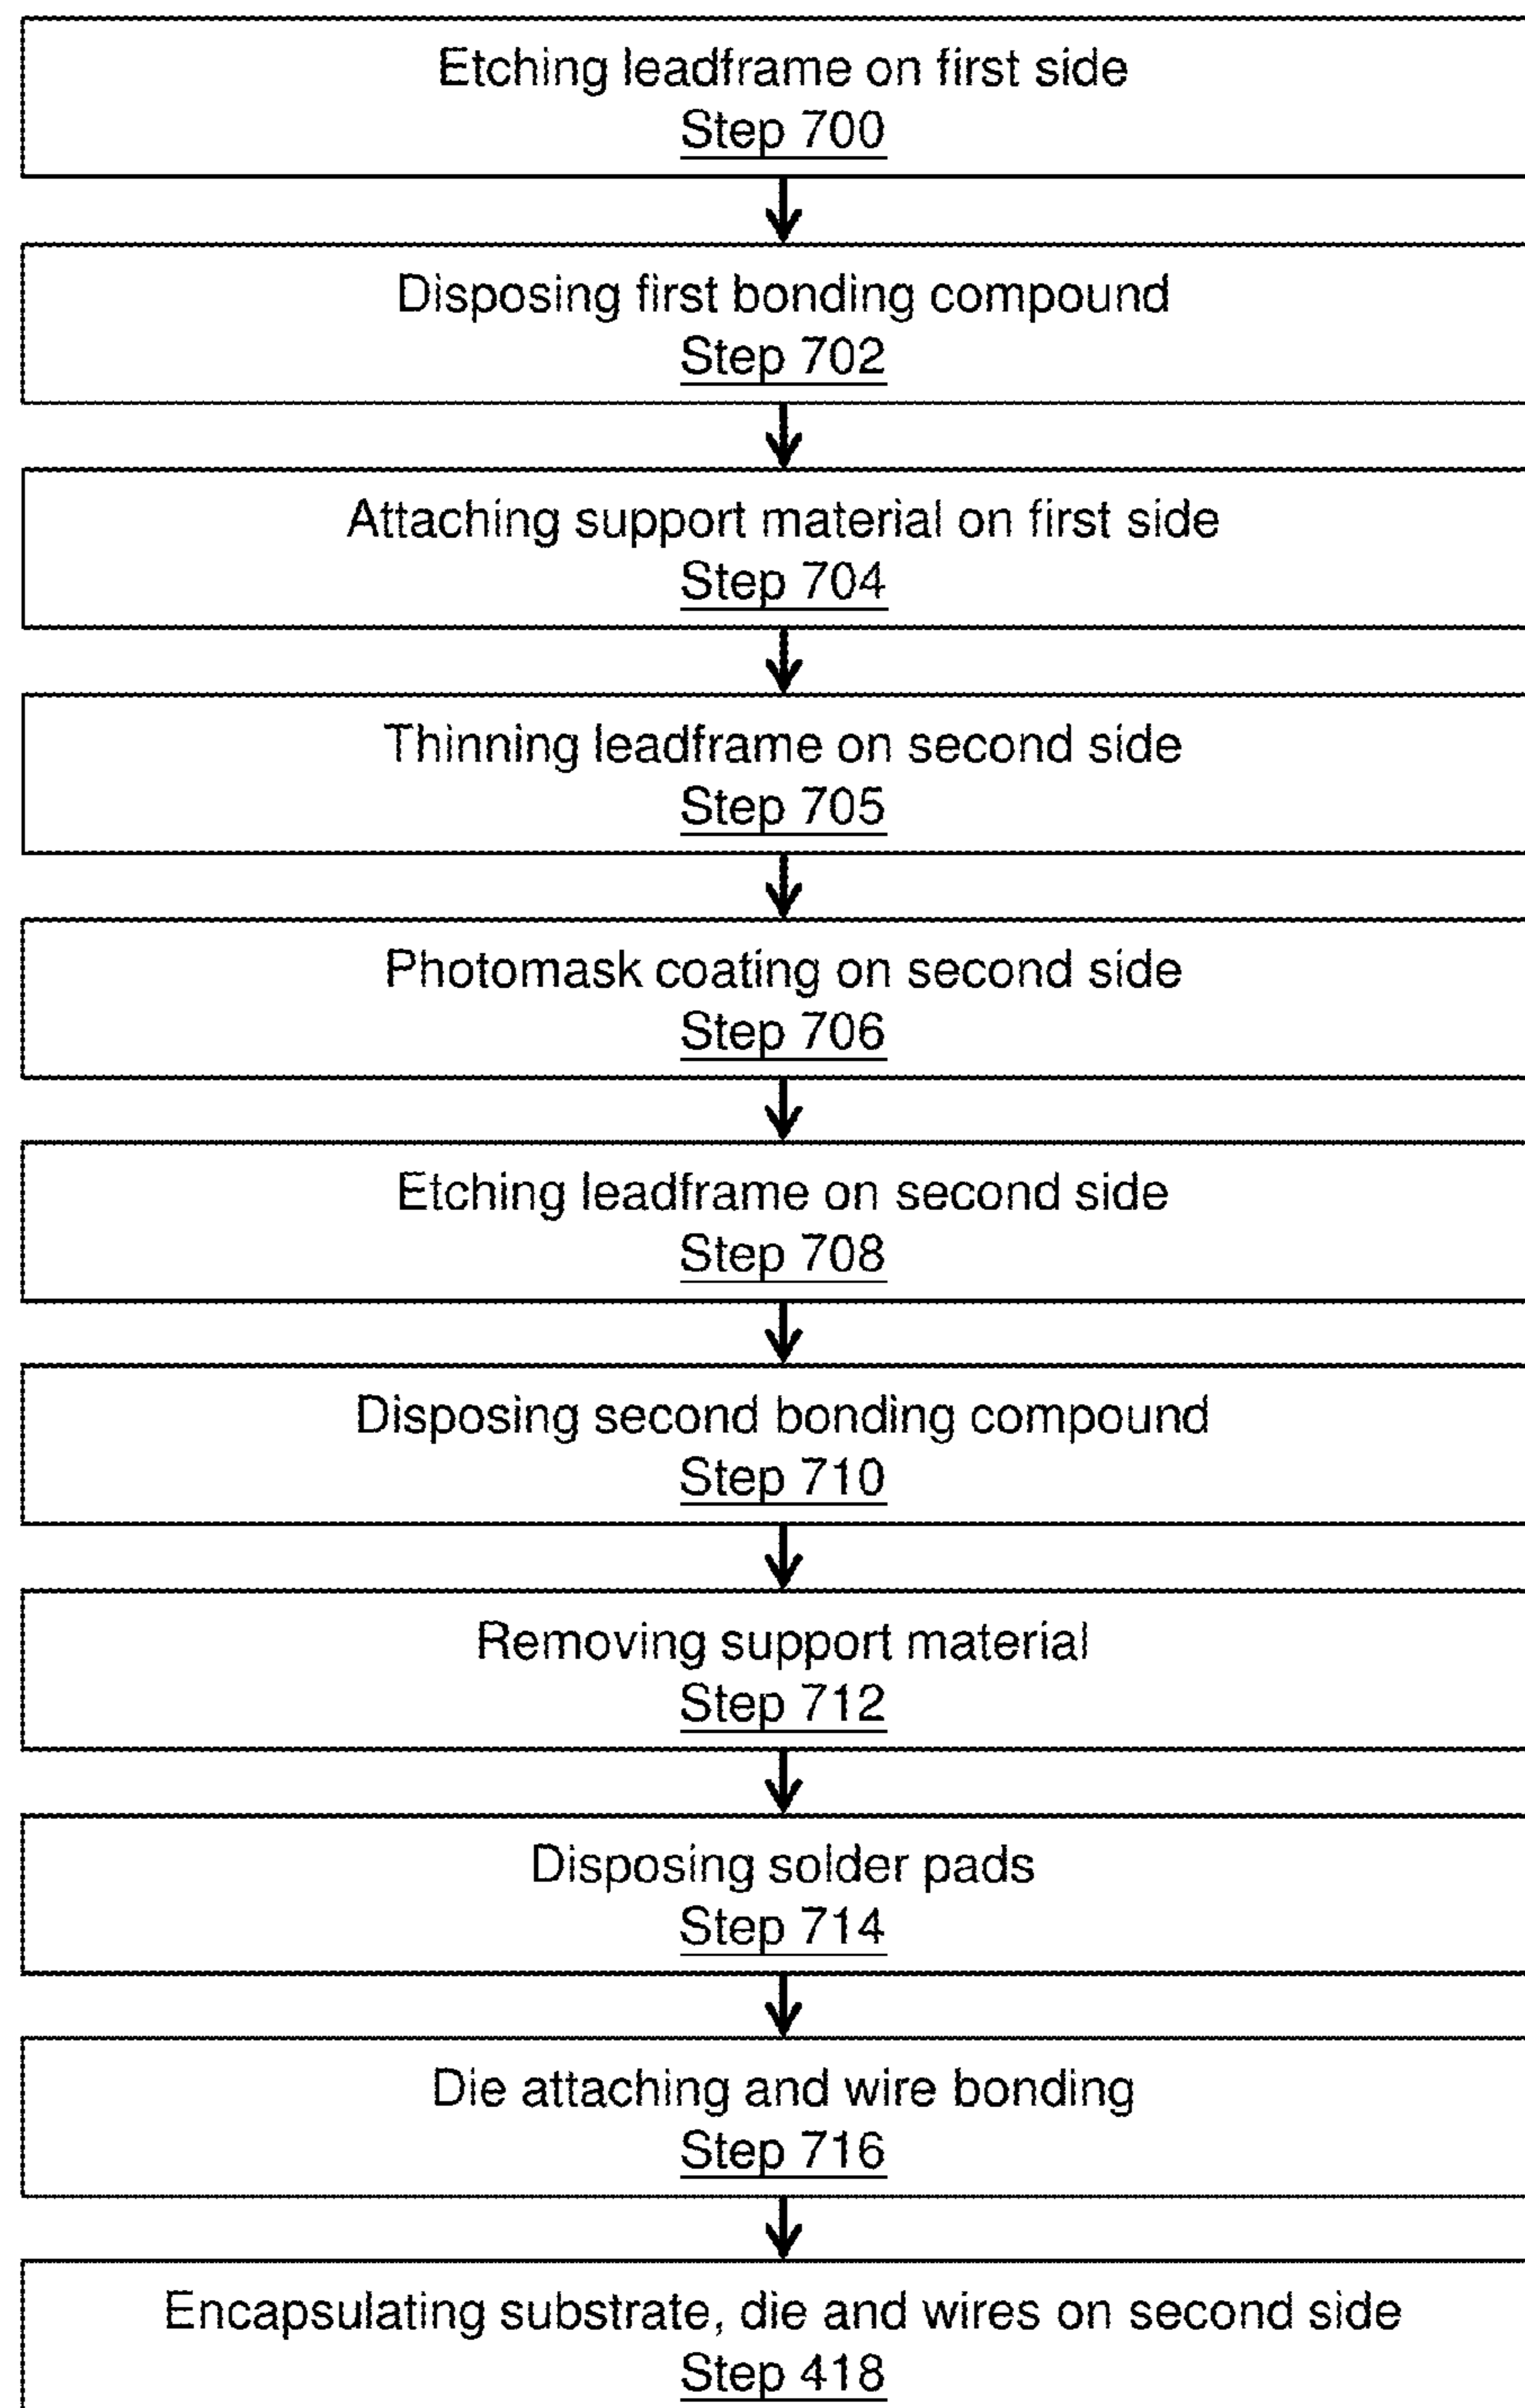 Etching leadframe on first side
Step 700
Disposing first bonding compound
Step 702
Attaching support material on first side
Step 704
Thinning leadframe on second side
Step 705
Photomask coating on second side
Step 706
Etching leadframe on second side
Step 708
Disposing second bonding compound
Step 710
Removing support material
Step 712
Disposing solder pads
Step 714
Die attaching and wire bonding
Step 716
Encapsulating substrate, die and wires on second side
Step 418